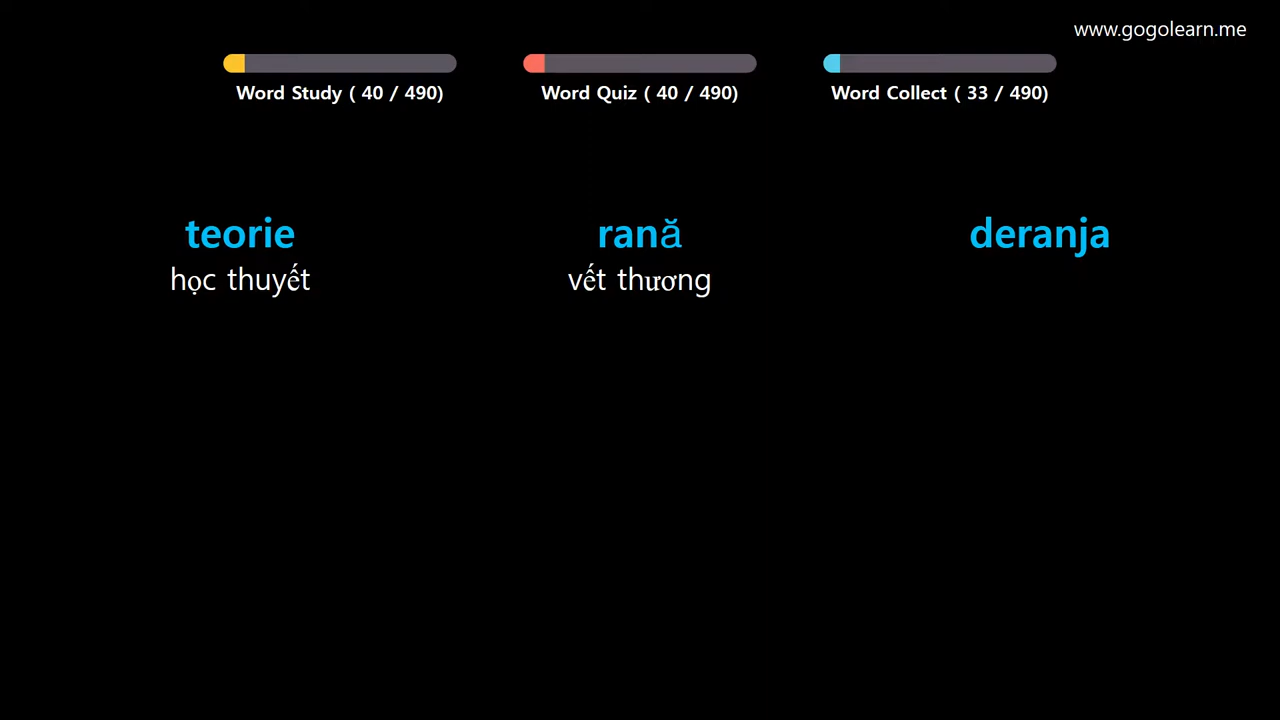 www.gogolearn.me
Word Study ( 40 / 490)
Word Quiz ( 40 / 490)
Word Collect ( 33 / 490)
teorie
học thuyết
rană
vết thương
deranja